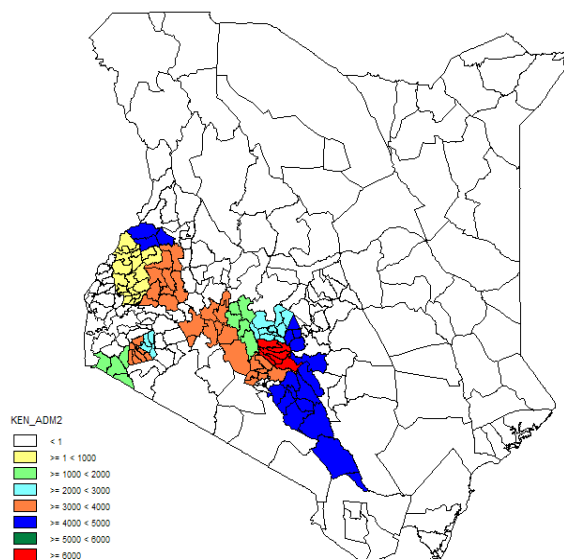 KEN_ADM2
< 1
>= 1 < 1000
>= 1000 < 2000
>= 2000 < 3000
>= 3000 < 4000
>= 4000 < 5000
>= 5000 < 6000
>= 6000